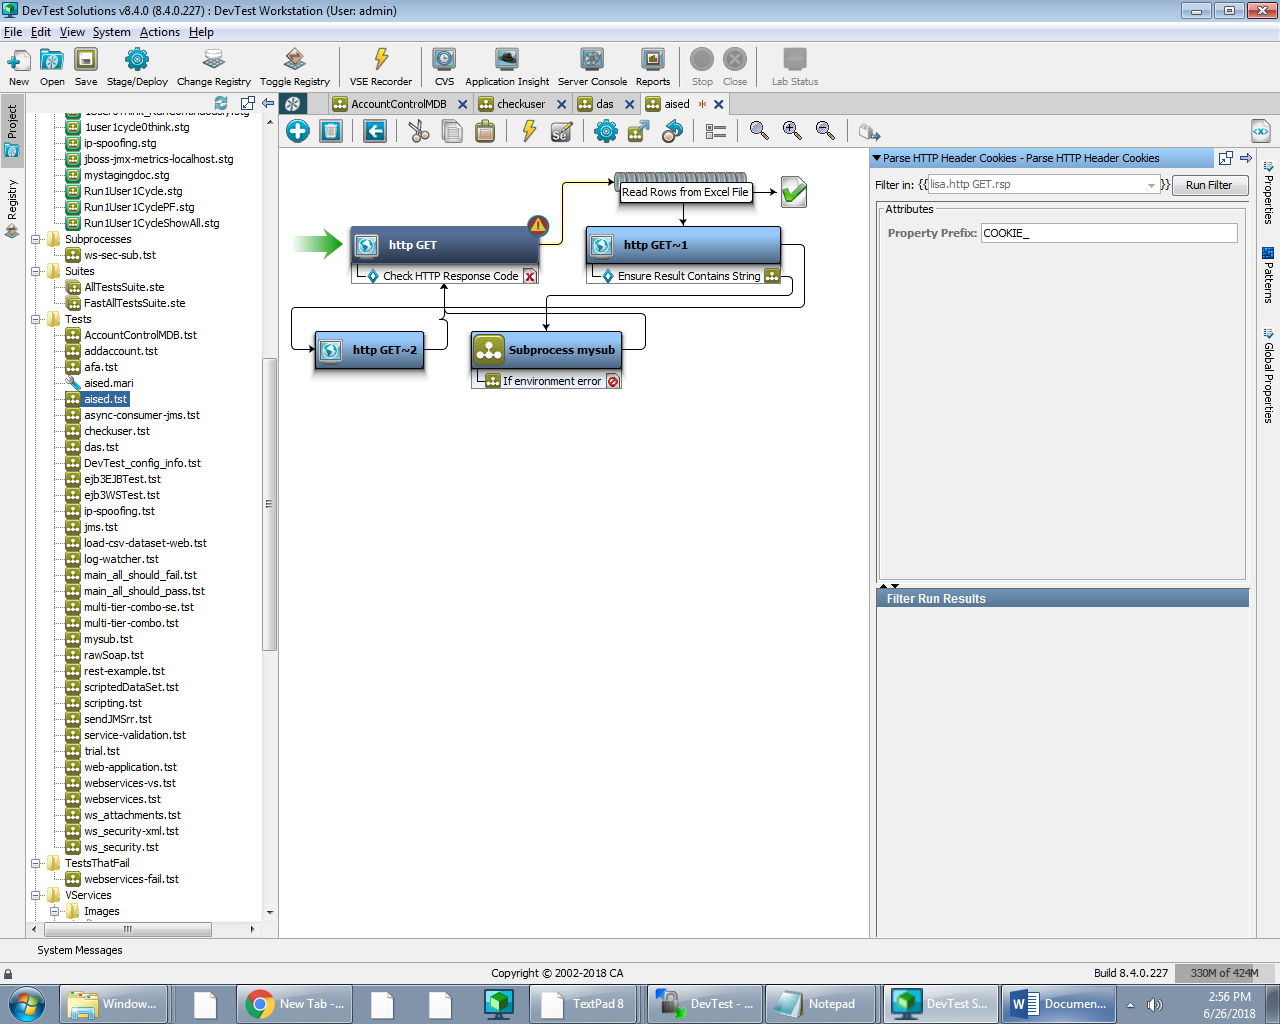 DevTest Solutions v8.4.0 (8.4.0.227) : DevTest Workstation (User: admin)
File Edit View System Actions Help
New Open Save Stage/Deploy Change Registry Toggle Registry VSE Recorder CVS Application Insight Server Console Reports Stop Close Lab Status
Project
Registry
1user1cycle0think.stg
ip-spoofing.stg
jboss-jmx-metrics-localhost.stg
mystagingdoc.stg
Run1User1Cycle.stg
Run1User1CyclePF.stg
Run1User1CycleShowAll.stg
Subprocesses
ws-sec-sub.tst
Suites
AllTestsSuite.ste
FastAllTestsSuite.ste
Tests
AccountControlMDB.tst
addaccount.tst
afa.tst
aised.mari
aised.tst
async-consumer-jms.tst
checkuser.tst
das.tst
DevTest_config_info.tst
ejb3EJBTest.tst
ejb3WSTest.tst
ip-spoofing.tst
jms.tst
load-csv-dataset-web.tst
log-watcher.tst
main_all_should_fail.tst
main_all_should_pass.tst
multi-tier-combo-se.tst
multi-tier-combo.tst
mysub.tst
rawSoap.tst
rest-example.tst
scriptedDataSet.tst
scripting.tst
sendJMSrr.tst
service-validation.tst
trial.tst
web-application.tst
webservices-vs.tst
webservices.tst
ws_attachments.tst
ws_security-xml.tst
ws_security.tst
TestsThatFail
webservices-fail.tst
VServices
Images
AccountControlMDB checkuser das aised
Read Rows from Excel File
http GET
Check HTTP Response Code
http GET~1
Ensure Result Contains String
http GET~2
Subprocess mysub
If environment error
Parse HTTP Header Cookies - Parse HTTP Header Cookies
Filter in: {{lisa.http GET.rsp}} Run Filter
Attributes
Property Prefix: COOKIE_
Filter Run Results
Properties
Patterns
Global Properties
System Messages
Copyright © 2002-2018 CA
Build 8.4.0.227 330M of 424M
Window... New Tab - ... TextPad 8 DevTest - ... Notepad DevTest S... Documen...
2:56 PM
6/26/2018